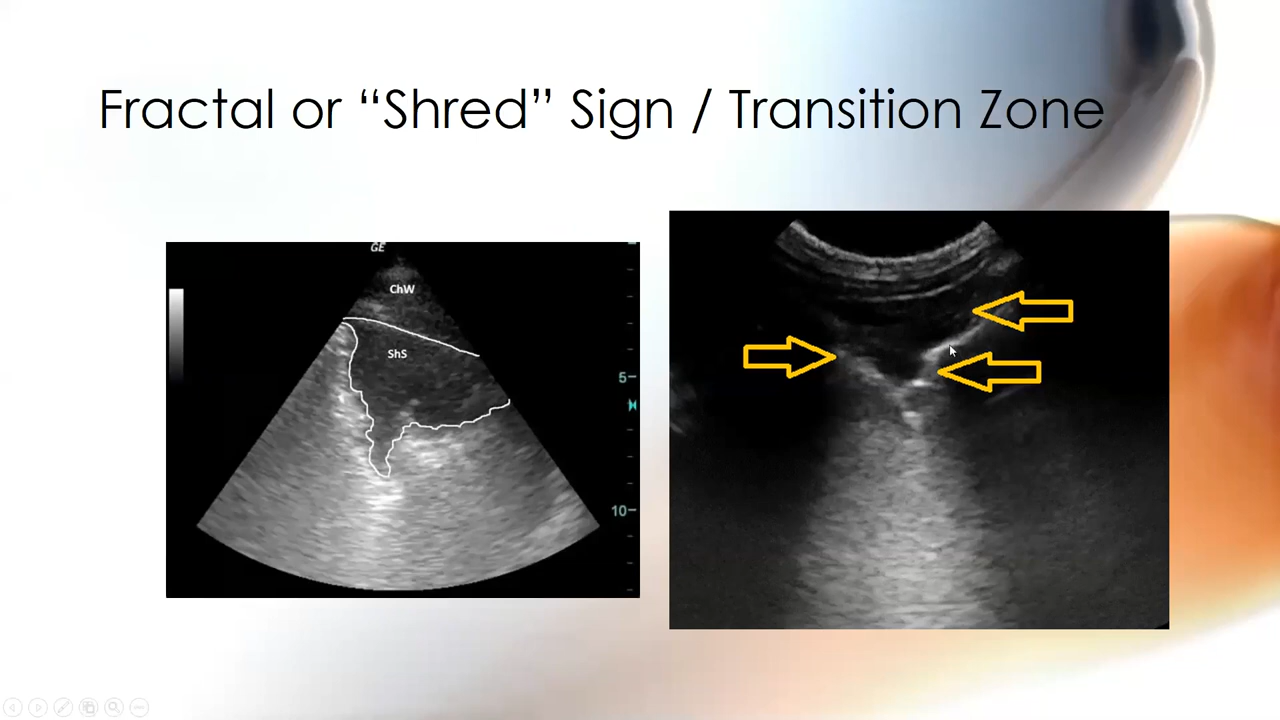 Fractal or “Shred” Sign / Transition Zone
GE
ChW
ShS
5
10